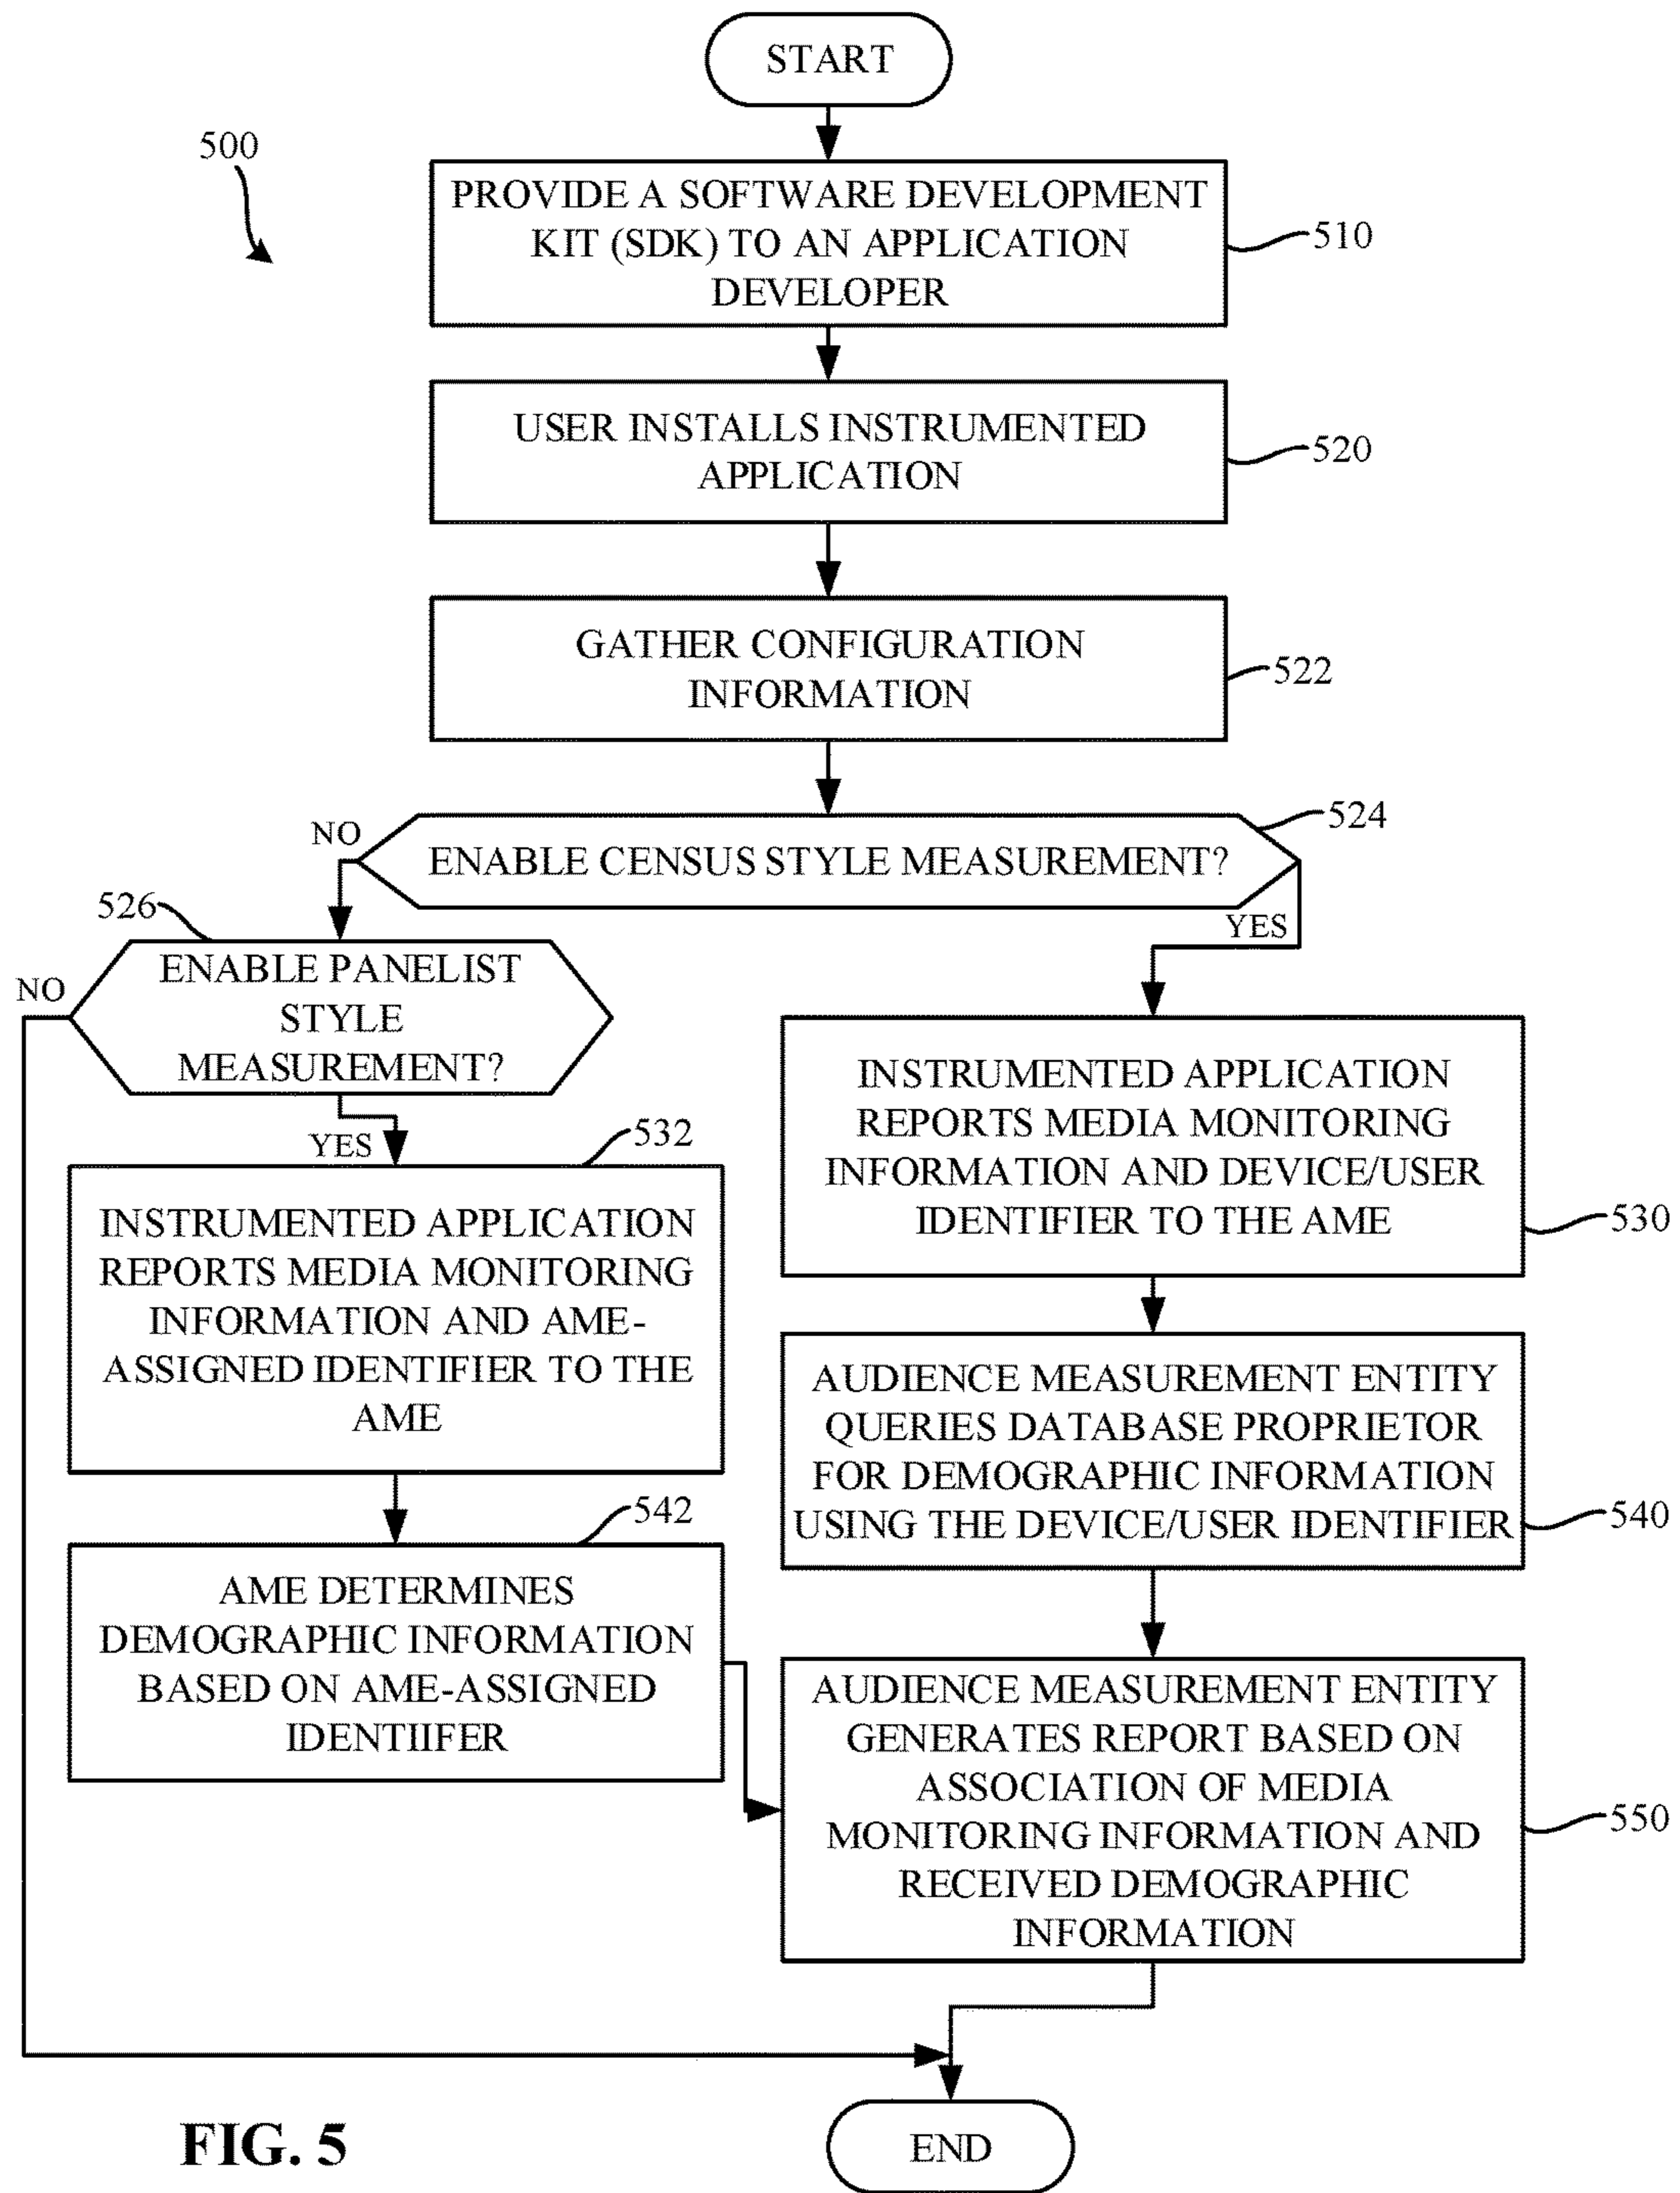 START
500
PROVIDE A SOFTWARE DEVELOPMENT
KIT (SDK) TO AN APPLICATION
DEVELOPER
510
USER INSTALLS INSTRUMENTED
APPLICATION
520
GATHER CONFIGURATION
INFORMATION
522
ENABLE CENSUS STYLE MEASUREMENT?
524
NO
YES
526
ENABLE PANELIST
STYLE
MEASUREMENT?
NO
YES
532
INSTRUMENTED APPLICATION
REPORTS MEDIA MONITORING
INFORMATION AND AME-
ASSIGNED IDENTIFIER TO THE
AME
542
AME DETERMINES
DEMOGRAPHIC INFORMATION
BASED ON AME-ASSIGNED
IDENTIIFER
INSTRUMENTED APPLICATION
REPORTS MEDIA MONITORING
INFORMATION AND DEVICE/USER
IDENTIFIER TO THE AME
530
AUDIENCE MEASUREMENT ENTITY
QUERIES DATABASE PROPRIETOR
FOR DEMOGRAPHIC INFORMATION
USING THE DEVICE/USER IDENTIFIER
540
AUDIENCE MEASUREMENT ENTITY
GENERATES REPORT BASED ON
ASSOCIATION OF MEDIA
MONITORING INFORMATION AND
RECEIVED DEMOGRAPHIC
INFORMATION
550
END
FIG. 5